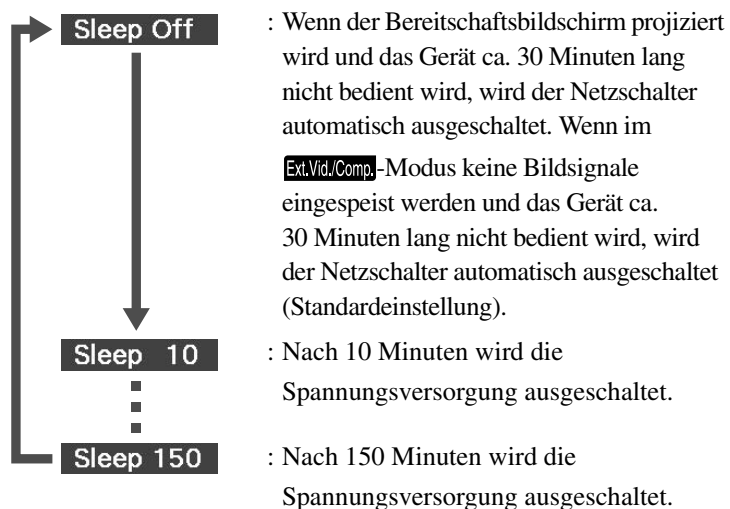 Sleep Off : Wenn der Bereitschaftsbildschirm projiziert
wird und das Gerät ca. 30 Minuten lang
nicht bedient wird, wird der Netzschalter
automatisch ausgeschaltet. Wenn im
Ext.Vid./Comp.-Modus keine Bildsignale
eingespeist werden und das Gerät ca.
30 Minuten lang nicht bedient wird, wird
der Netzschalter automatisch ausgeschaltet
(Standardeinstellung).
Sleep 10 : Nach 10 Minuten wird die
Spannungsversorgung ausgeschaltet.
Sleep 150 : Nach 150 Minuten wird die
Spannungsversorgung ausgeschaltet.